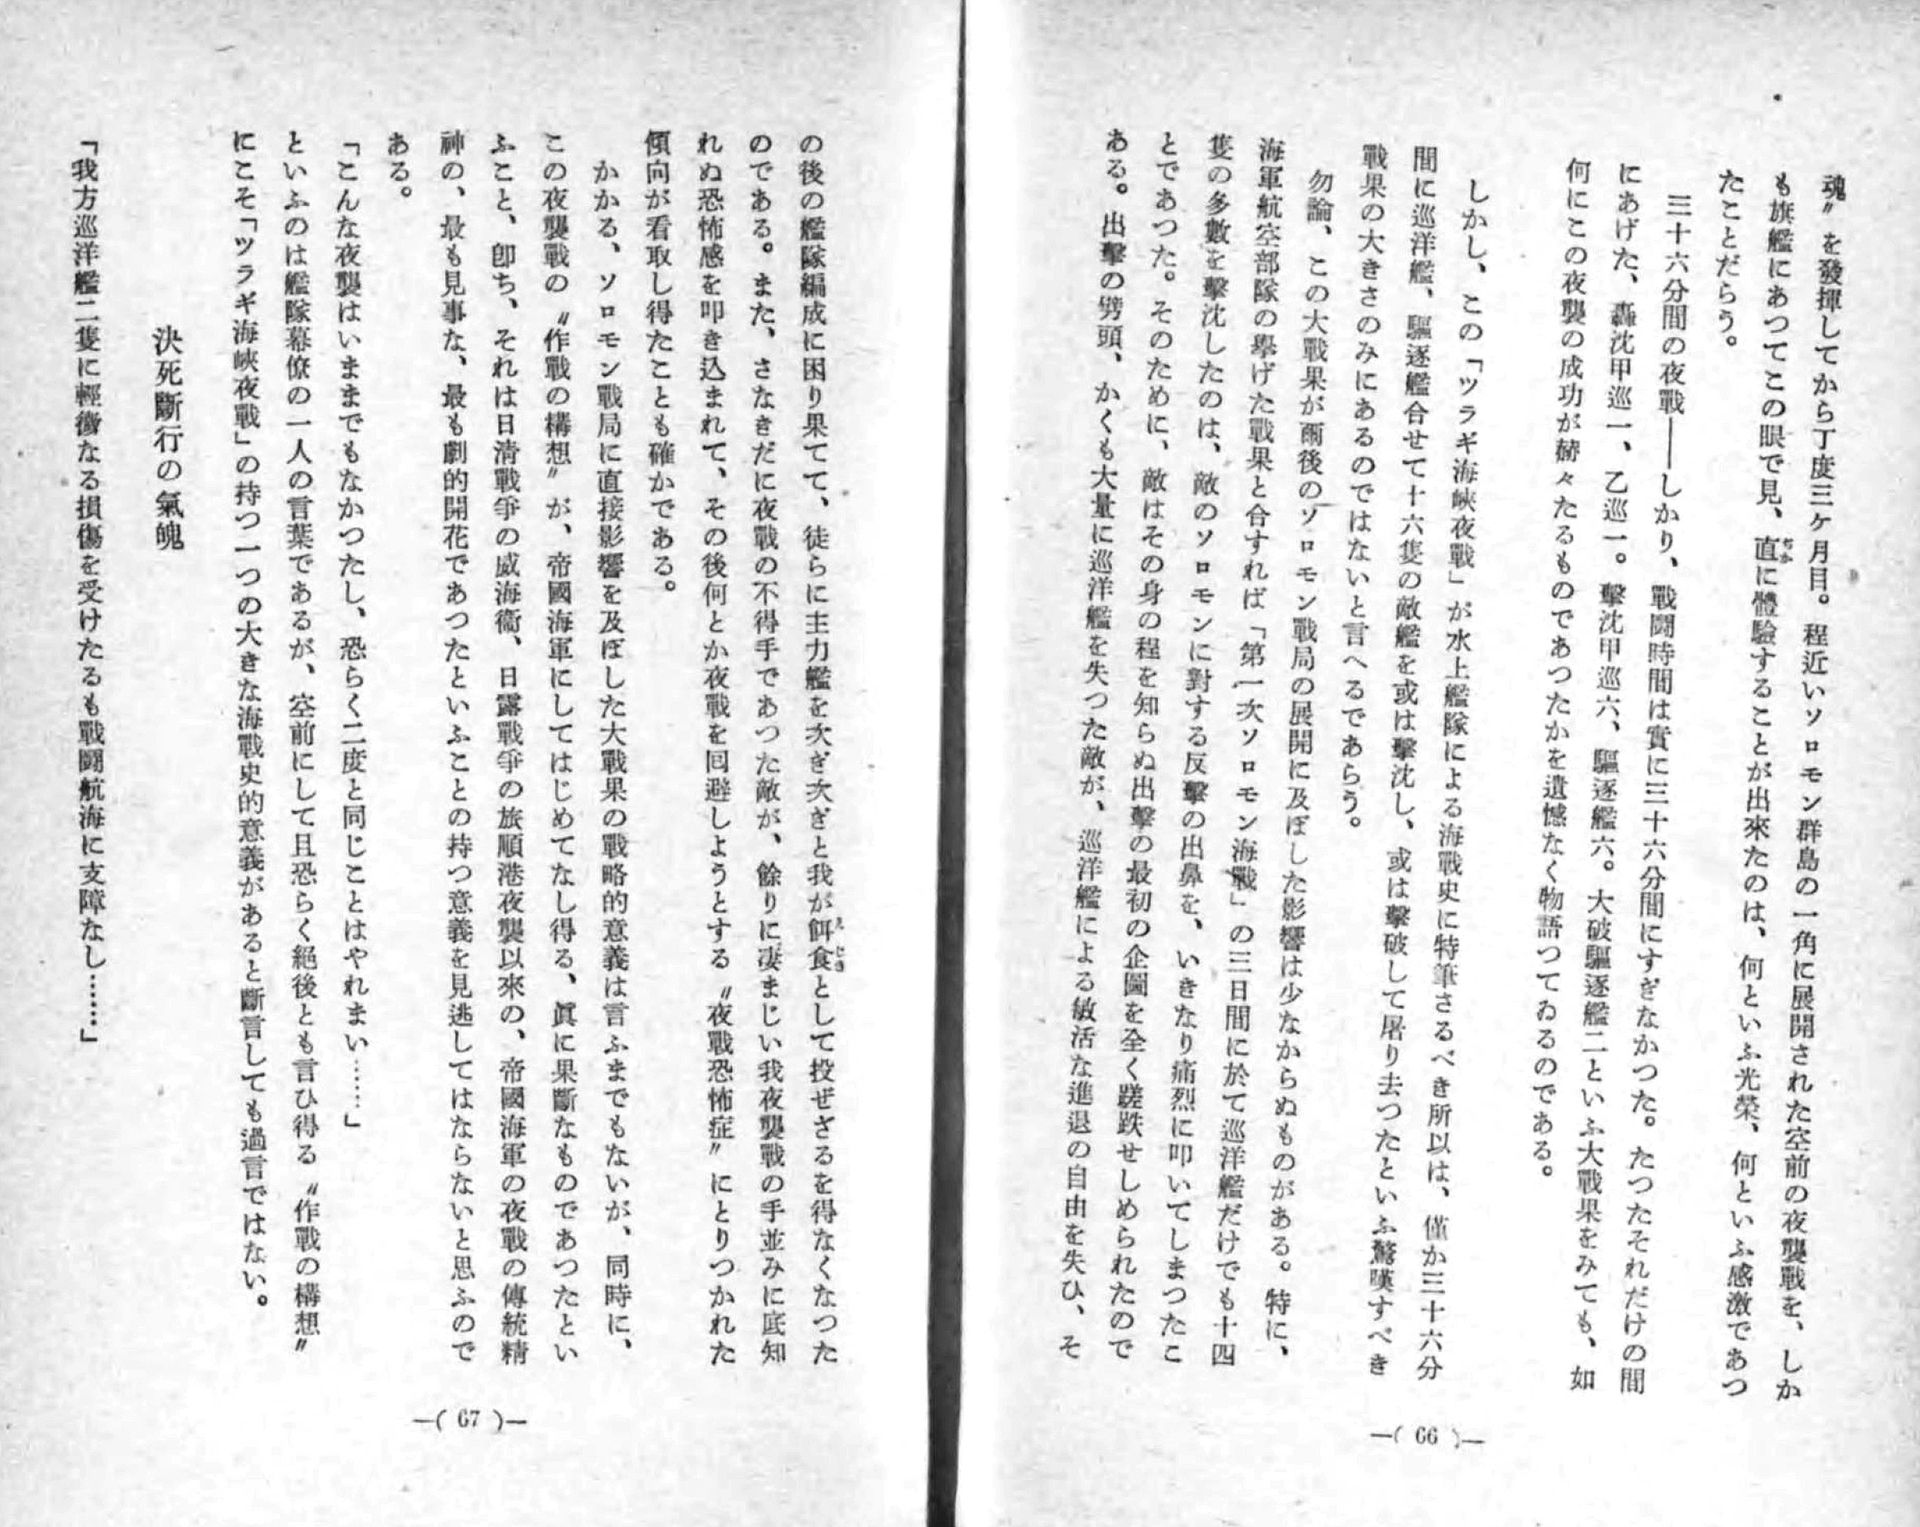 魂〟を發揮してから丁度三ケ月目。程近いソロモン群島の一角に展開された空前の夜襲戰を、しか
も旗艦にあつてこの眼で見、直に體驗することが出來たのは、何といふ光榮、何といふ感激であつ
たことだらう。
三十六分間の夜戰――しかり、戰鬪時間は實に三十六分間にすぎなかつた。たつたそれだけの間
にあげた、轟沈甲巡一、乙巡一。擊沈甲巡六、驅逐艦六。大破驅逐艦二といふ大戰果をみても、如
何にこの夜襲の成功が赫々たるものであつたかを遺憾なく物語つてゐるのである。
しかし、この「ツラギ海峽夜戰」が水上艦隊による海戰史に特筆さるべき所以は、僅か三十六分
間に巡洋艦、驅逐艦合せて十六隻の敵艦を或は擊沈し、或は擊破して屠り去つたといふ驚嘆すべき
戰果の大きさのみにあるのではないと言へるであらう。
勿論、この大戰果が爾後のソロモン戰局の展開に及ぼした影響は少なからぬものがある。特に、
海軍航空部隊の擧げた戰果と合すれば「第一次ソロモン海戰」の三日間に於て巡洋艦だけでも十四
隻の多數を擊沈したのは、敵のソロモンに對する反擊の出鼻を、いきなり痛烈に叩いてしまつたこ
とであつた。そのために、敵はその身の程を知らぬ出擊の最初の企圖を全く蹉跌せしめられたので
ある。出擊の劈頭、かくも大量に巡洋艦を失つた敵が、巡洋艦による敏活な進退の自由を失ひ、そ
―( 66 )―
の後の艦隊編成に困り果てて、徒らに主力艦を次ぎ次ぎと我が餌食として投ぜざるを得なくなつた
のである。また、さなきだに夜戰の不得手であつた敵が、餘りに凄まじい我夜襲戰の手並みに底知
れぬ恐怖感を叩き込まれて、その後何とか夜戰を回避しようとする〝夜戰恐怖症〟にとりつかれた
傾向が看取し得たことも確かである。
かかる、ソロモン戰局に直接影響を及ぼした大戰果の戰略的意義は言ふまでもないが、同時に、
この夜襲戰の〝作戰の構想〟が、帝國海軍にしてはじめてなし得る、眞に果斷なものであつたとい
ふこと、卽ち、それは日淸戰爭の威海衞、日露戰爭の旅順港夜襲以來の、帝國海軍の夜戰の傳統精
神の、最も見事な、最も劇的開花であつたといふことの持つ意義を見逃してはならないと思ふので
ある。
「こんな夜襲はいままでもなかつたし、恐らく二度と同じことはやれまい……」
といふのは艦隊幕僚の一人の言葉であるが、空前にして且恐らく絕後とも言ひ得る〝作戰の構想〟
にこそ「ツラギ海峽夜戰」の持つ一つの大きな海戰史的意義があると斷言しても過言ではない。
決死斷行の氣魄
「我方巡洋艦二隻に輕微なる損傷を受けたるも戰鬪航海に支障なし……」
―( 67 )―